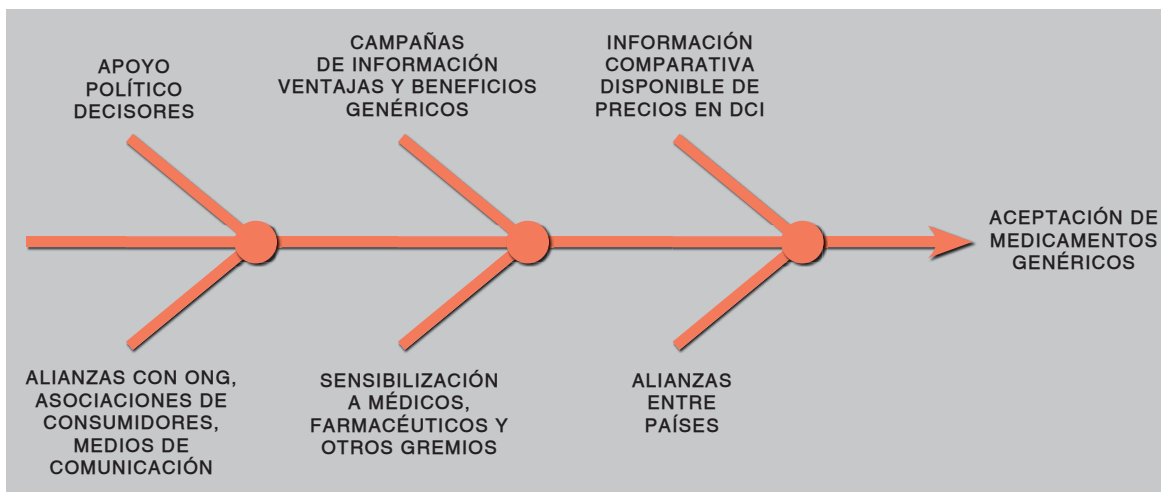 APOYO
POLÍTICO
DECISORES
CAMPAÑAS
DE INFORMACIÓN
VENTAJAS Y BENEFICIOS
GENÉRICOS
INFORMACIÓN
COMPARATIVA
DISPONIBLE DE
PRECIOS EN DCI
ACEPTACIÓN DE
MEDICAMENTOS
GENÉRICOS
ALIANZAS CON ONG,
ASOCIACIONES DE
CONSUMIDORES,
MEDIOS DE
COMUNICACIÓN
SENSIBILIZACIÓN
A MÉDICOS,
FARMACÉUTICOS Y
OTROS GREMIOS
ALIANZAS
ENTRE
PAÍSES